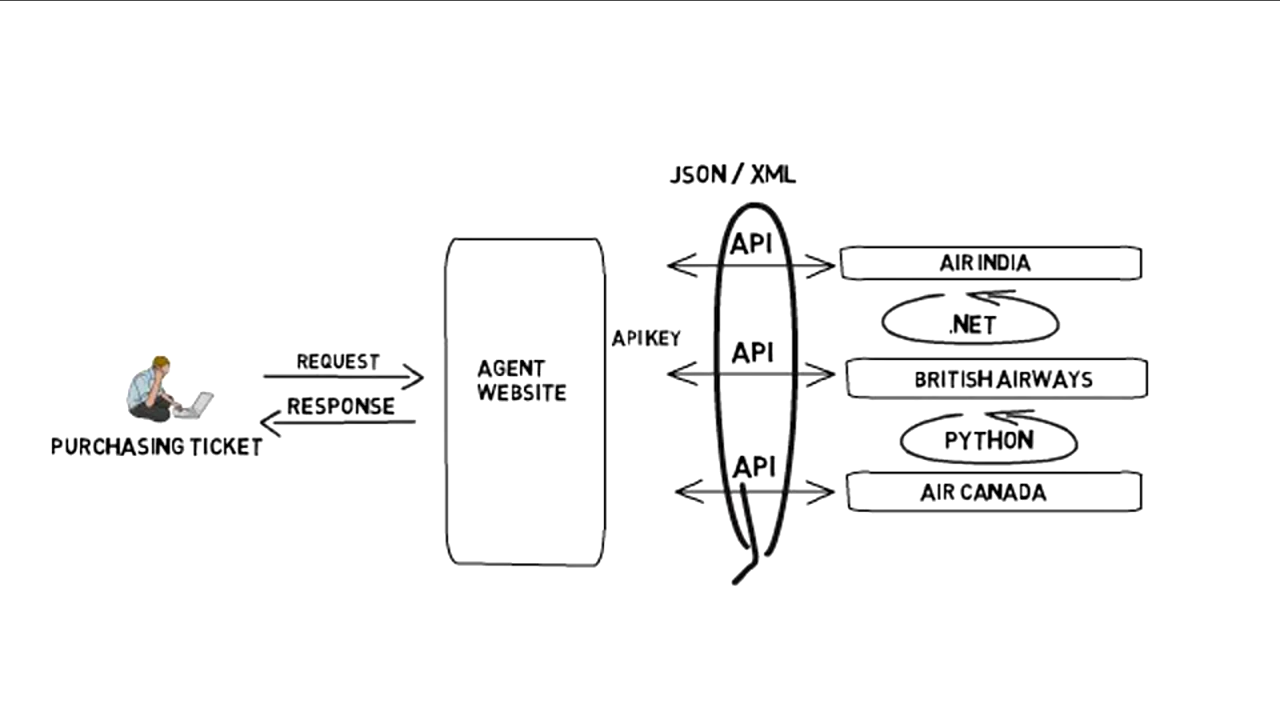 JSON / XML
API
AIR INDIA
.NET
APIKEY
API
REQUEST
AGENT
WEBSITE
BRITISH AIRWAYS
RESPONSE
PURCHASING TICKET
PYTHON
API
AIR CANADA